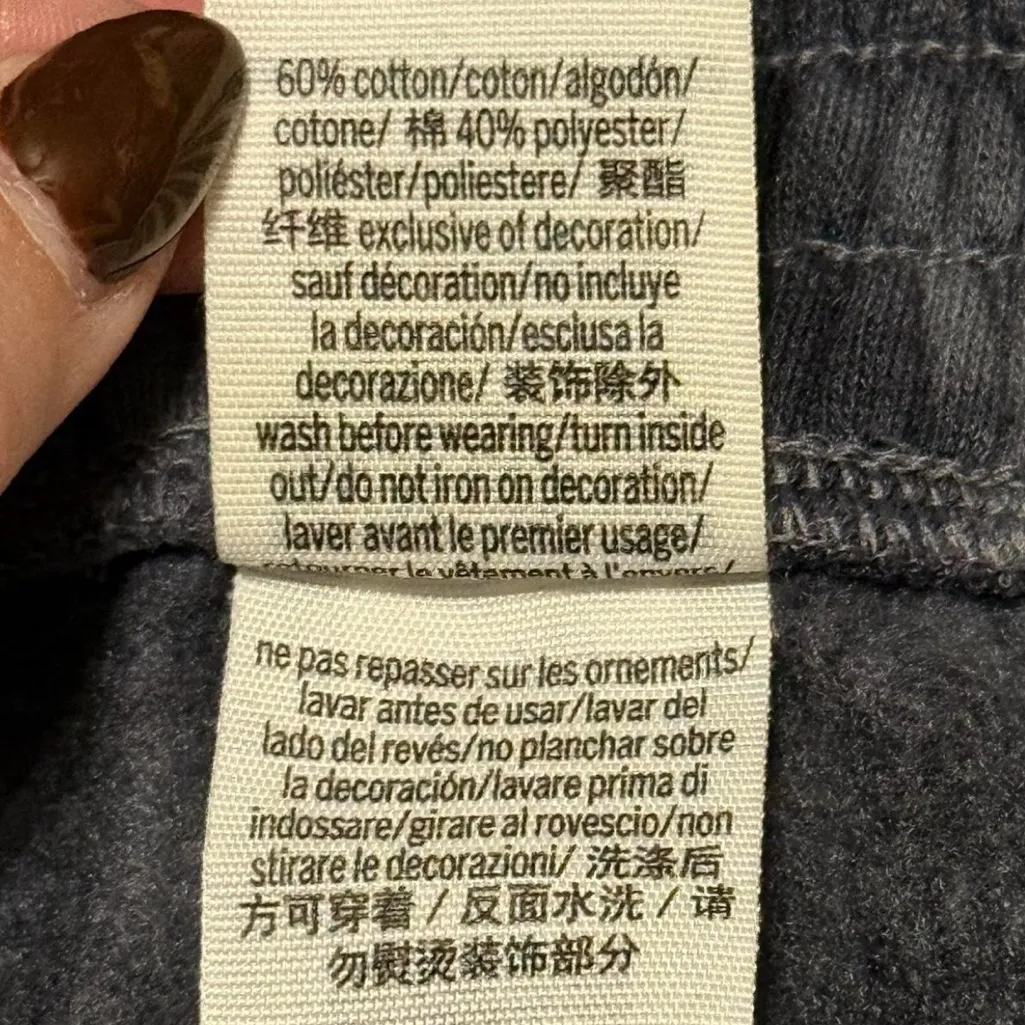 60% cotton/coton/algodón/
cotone/ 棉 40% polyester/
poliéster/poliestere/ 聚酯
纤维 exclusive of decoration/
sauf décoration/no incluye
la decoración/esclusa la
decorazione/ 装饰除外
wash before wearing/turn inside
out/do not iron on decoration/
laver avant le premier usage/
retourner le vêtement à l'envers/
ne pas repasser sur les ornements/
lavar antes de usar/lavar del
lado del revés/no planchar sobre
la decoración/lavare prima di
indossare/girare al rovescio/non
stirare le decorazioni/ 洗涤后
方可穿着 / 反面水洗 / 请
勿熨烫装饰部分